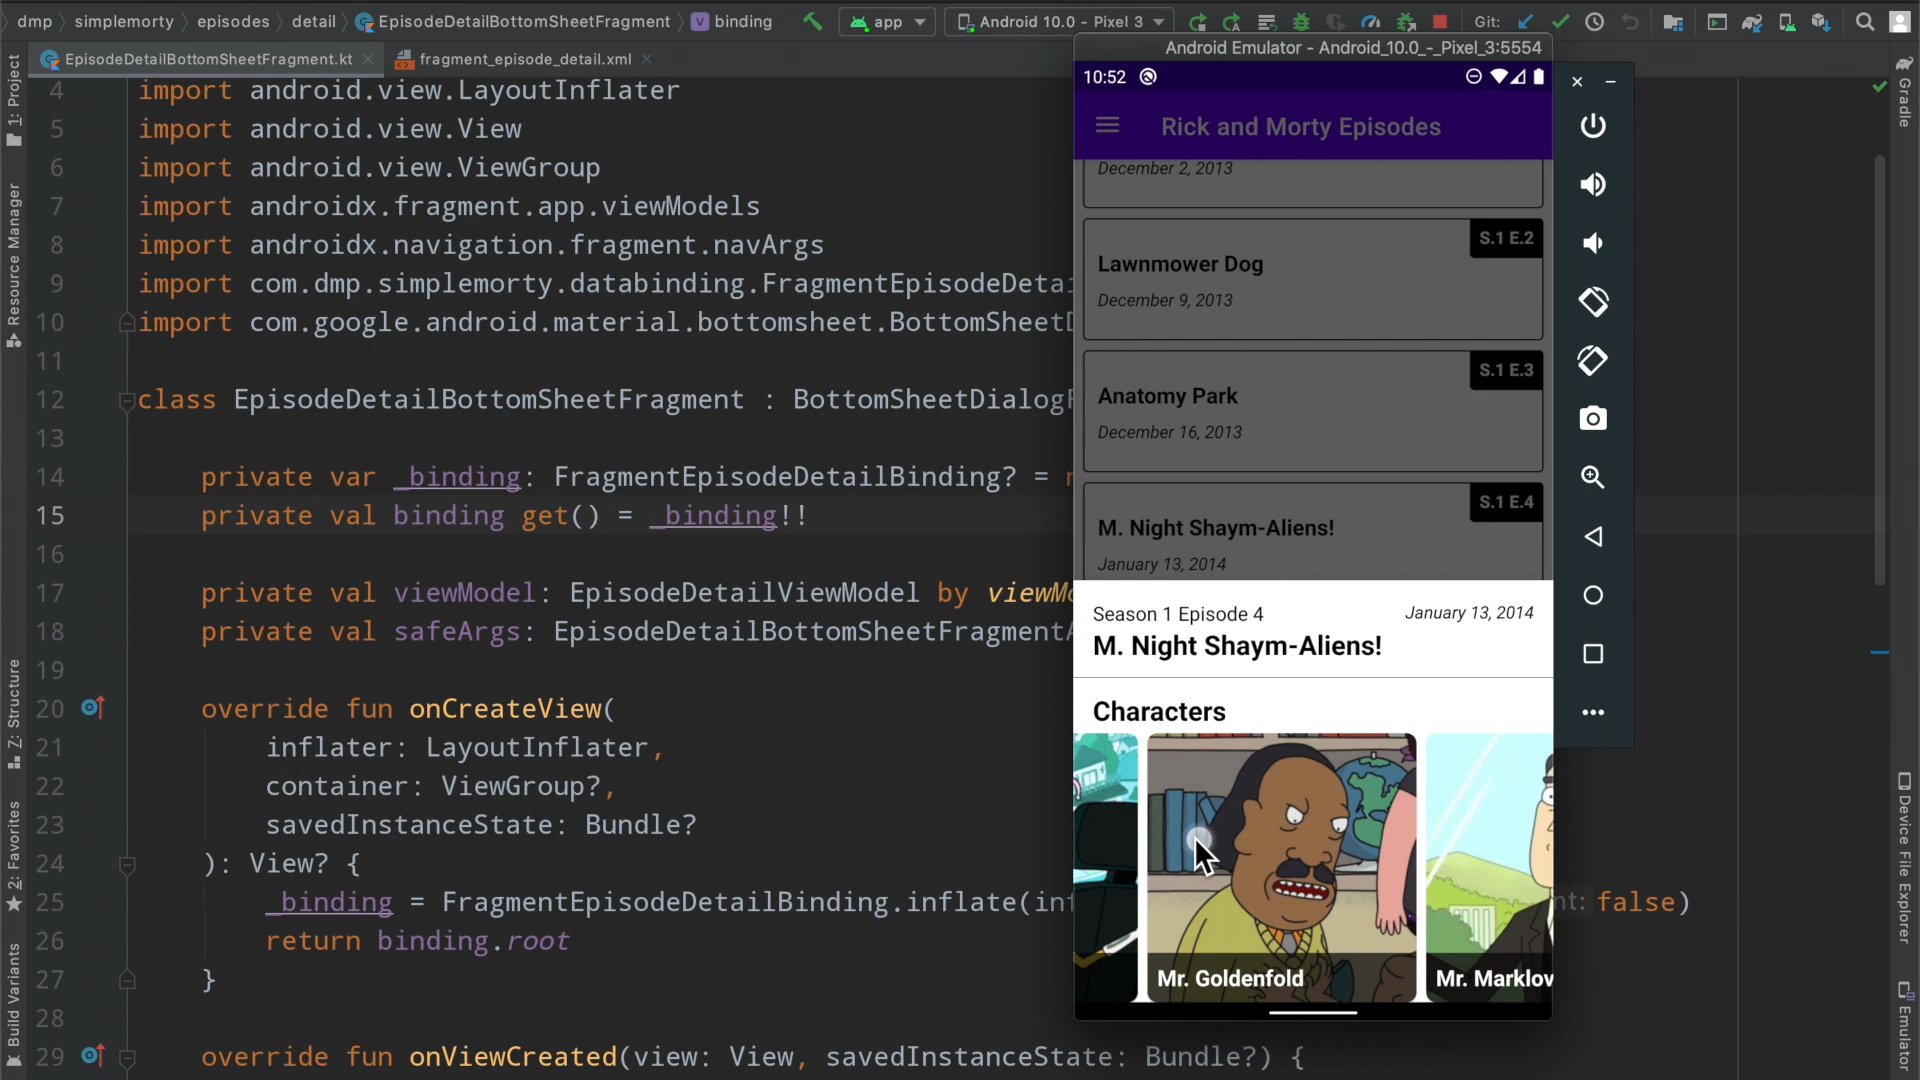 dmp simplemorty episodes detail EpisodeDetailBottomSheetFragment binding app Android 10.0 - Pixel 3 Git:
EpisodeDetailBottomSheetFragment.kt fragment_episode_detail.xml
1: Project
Resource Manager
Z: Structure
2: Favorites
Build Variants
4 import android.view.LayoutInflater
5 import android.view.View
6 import android.view.ViewGroup
7 import androidx.fragment.app.viewModels
8 import androidx.navigation.fragment.navArgs
9 import com.dmp.simplemorty.databinding.FragmentEpisodeDetai
10 import com.google.android.material.bottomsheet.BottomSheetD
11
12 class EpisodeDetailBottomSheetFragment : BottomSheetDialogF
13
14 private var _binding: FragmentEpisodeDetailBinding? = n
15 private val binding get() = _binding!!
16
17 private val viewModel: EpisodeDetailViewModel by viewMo
18 private val safeArgs: EpisodeDetailBottomSheetFragmentA
19
20 override fun onCreateView(
21 inflater: LayoutInflater,
22 container: ViewGroup?,
23 savedInstanceState: Bundle?
24 ): View? {
25 _binding = FragmentEpisodeDetailBinding.inflate(inf nt: false)
26 return binding.root
27 }
28
29 override fun onViewCreated(view: View, savedInstanceState: Bundle?) {
Android Emulator - Android_10.0_-_Pixel_3:5554
10:52
Rick and Morty Episodes
December 2, 2013
S.1 E.2
Lawnmower Dog
December 9, 2013
S.1 E.3
Anatomy Park
December 16, 2013
S.1 E.4
M. Night Shaym-Aliens!
January 13, 2014
Season 1 Episode 4 January 13, 2014
M. Night Shaym-Aliens!
Characters
Mr. Goldenfold Mr. Marklov
Gradle
Device File Explorer
Emulator